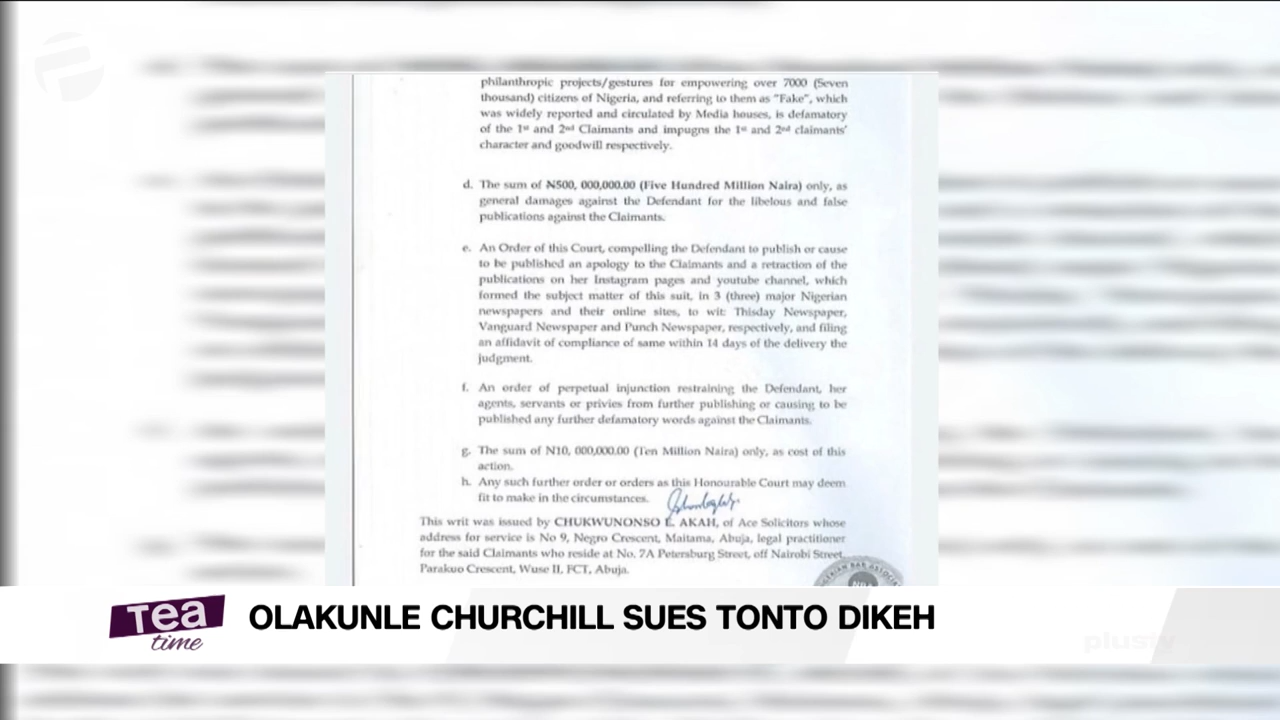 philanthropic projects/gestures for empowering over 7000 (Seven
thousand) citizens of Nigeria, and referring to them as "Fake", which
was widely reported and circulated by Media houses, is defamatory
of the 1st and 2nd Claimants and impugns the 1st and 2nd claimants'
character and goodwill respectively.
d. The sum of ₦500, 000,000.00 (Five Hundred Million Naira) only, as
general damages against the Defendant for the libelous and false
publications against the Claimants.
e. An Order of this Court, compelling the Defendant to publish or cause
to be published an apology to the Claimants and a retraction of the
publications on her Instagram pages and youtube channel, which
formed the subject matter of this suit, in 3 (three) major Nigerian
newspapers and their online sites, to wit: Thisday Newspaper,
Vanguard Newspaper and Punch Newspaper, respectively, and filing
an affidavit of compliance of same within 14 days of the delivery the
judgment.
f. An order of perpetual injunction restraining the Defendant, her
agents, servants or privies from further publishing or causing to be
published any further defamatory words against the Claimants.
g. The sum of N10, 000,000.00 (Ten Million Naira) only, as cost of this
action.
h. Any such further order or orders as this Honourable Court may deem
fit to make in the circumstances.
This writ was issued by CHUKWUNONSO E. AKAH, of Ace Solicitors whose
address for service is No 9, Negro Crescent, Maitama, Abuja, legal practitioner
for the said Claimants who reside at No. 7A Petersburg Street, off Nairobi Street,
Parakuo Crescent, Wuse II, FCT, Abuja.
Tea
time
OLAKUNLE CHURCHILL SUES TONTO DIKEH